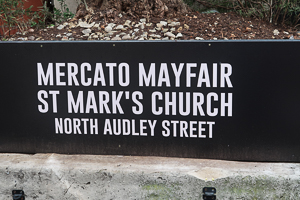 MERCATO MAYFAIR
ST MARK'S CHURCH
NORTH AUDLEY STREET